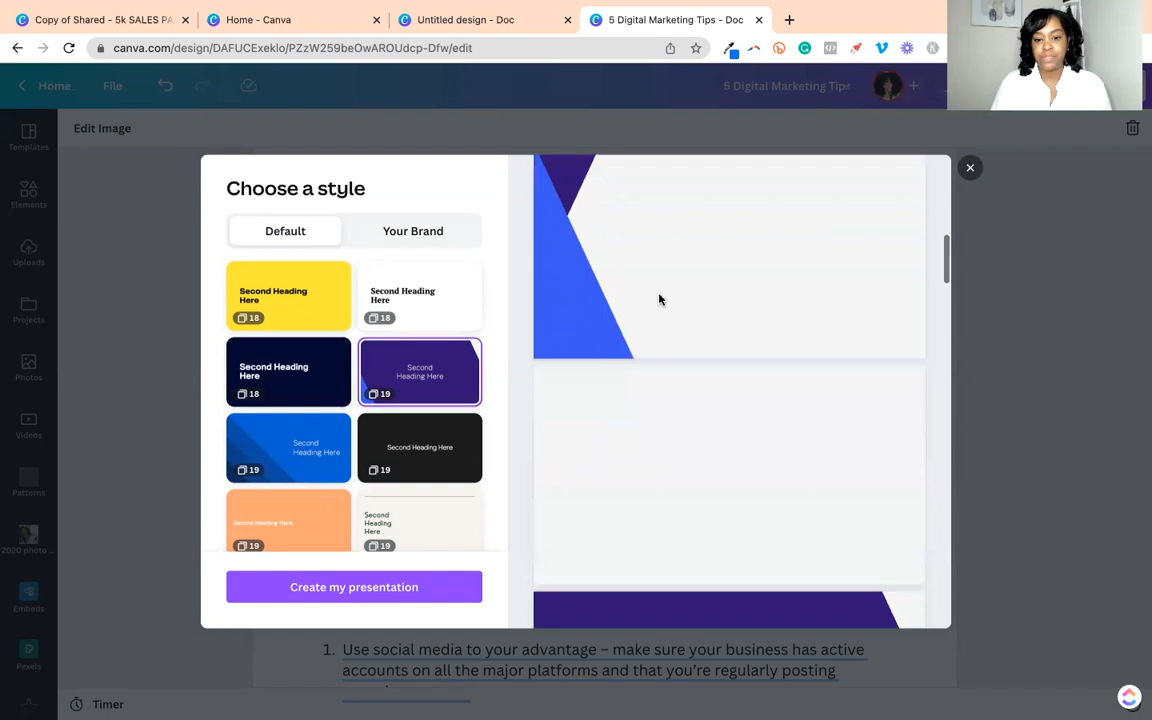 Copy of Shared - 5k SALES PA
Home - Canva
Untitled design - Doc
5 Digital Marketing Tips - Doc
canva.com/design/DAFUCExeklo/PZzW259beOwAROUdcp-Dfw/edit
Home
File
5 Digital Marketing Tips
Templates
Edit Image
Elements
Uploads
Projects
Photos
Videos
Patterns
2020 photo ...
Embeds
Pexels
Choose a style
Default
Your Brand
Second Heading
Here
18
Second Heading
Here
18
Second Heading
Here
18
Second
Heading Here
19
Second
Heading Here
19
Second Heading Here
19
Second Heading Here
19
Second
Heading
Here
19
Create my presentation
1. Use social media to your advantage – make sure your business has active
accounts on all the major platforms and that you're regularly posting
Timer